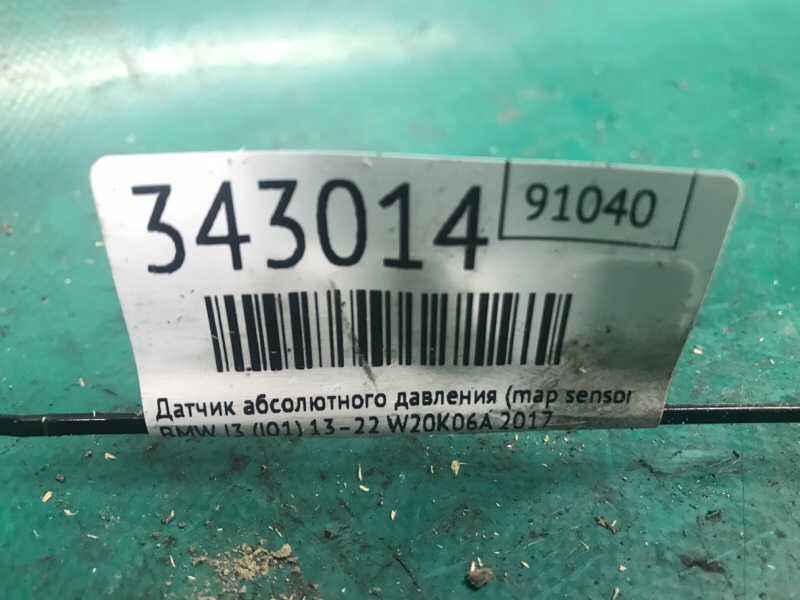 343014
91040
Датчик абсолютного давления (map sensor
BMW I3 (I01) 13-22 W20K06A 2017